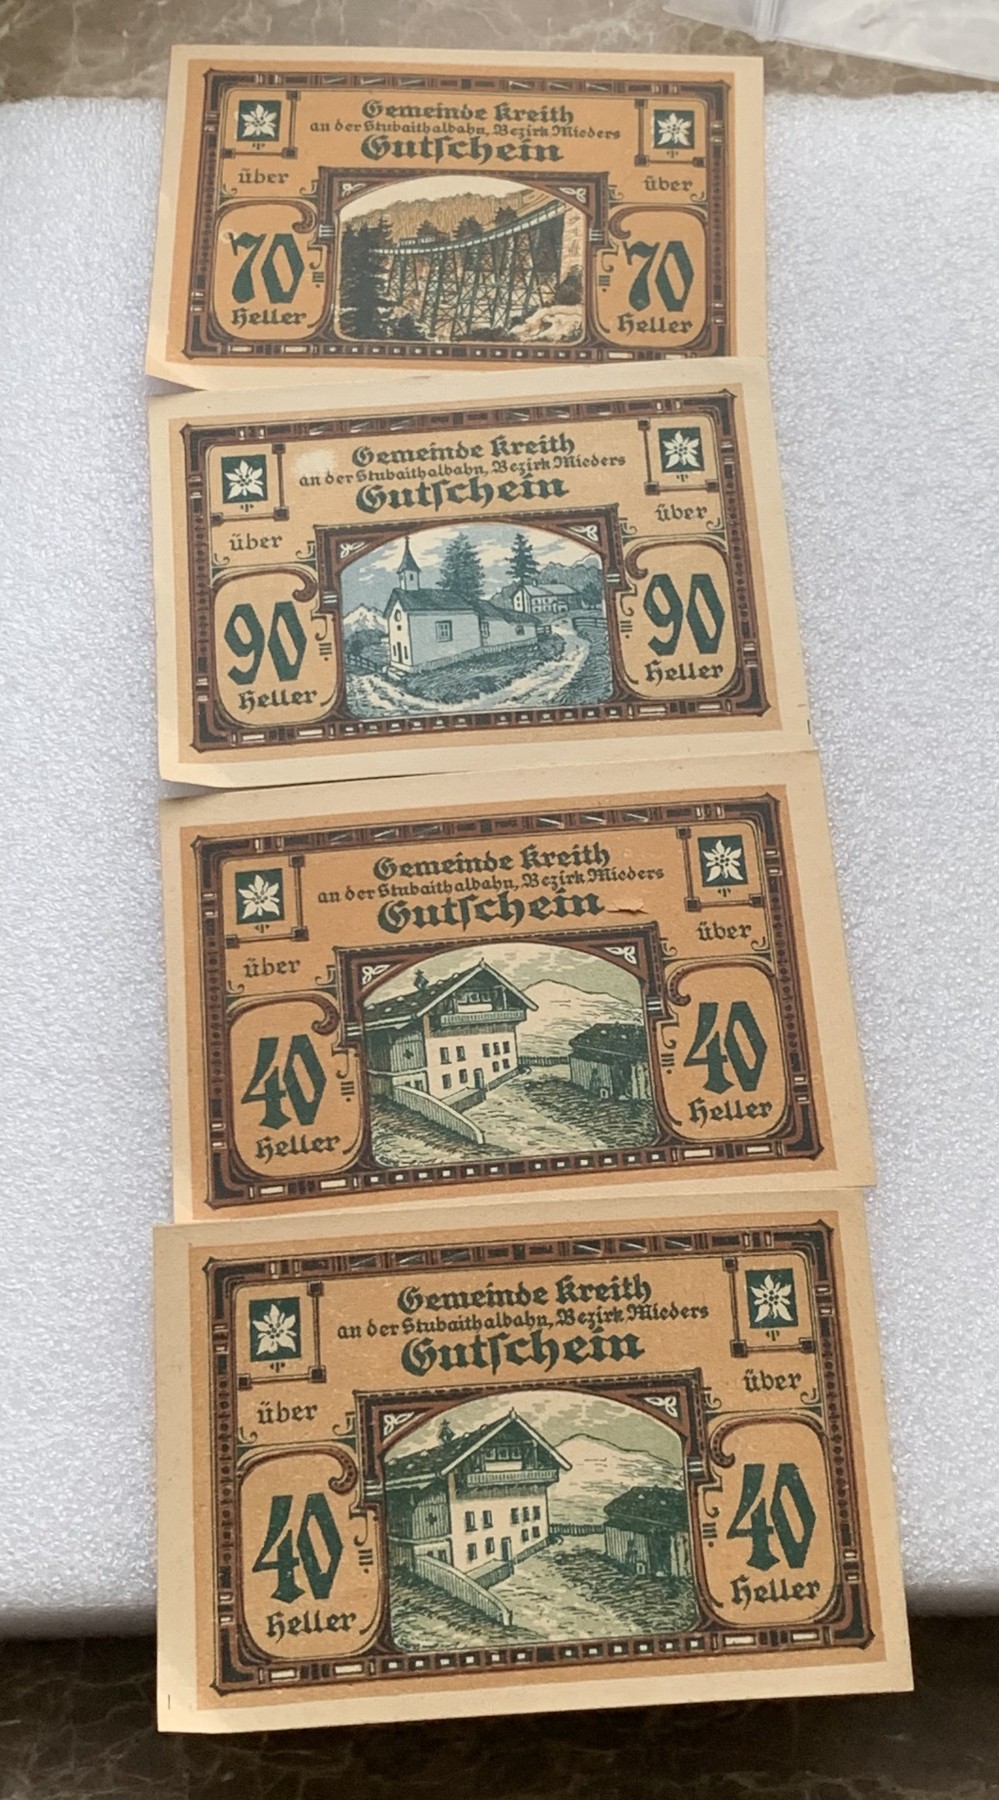 Gemeinde Kreith
an der Stubaithalbahn, Bezirk Mieders
Gutschein
über über
70 70
Heller Heller
Gemeinde Kreith
an der Stubaithalbahn, Bezirk Mieders
Gutschein
über über
90 90
Heller Heller
Gemeinde Kreith
an der Stubaithalbahn, Bezirk Mieders
Gutschein
über über
40 40
Heller Heller
Gemeinde Kreith
an der Stubaithalbahn, Bezirk Mieders
Gutschein
über über
40 40
Heller Heller